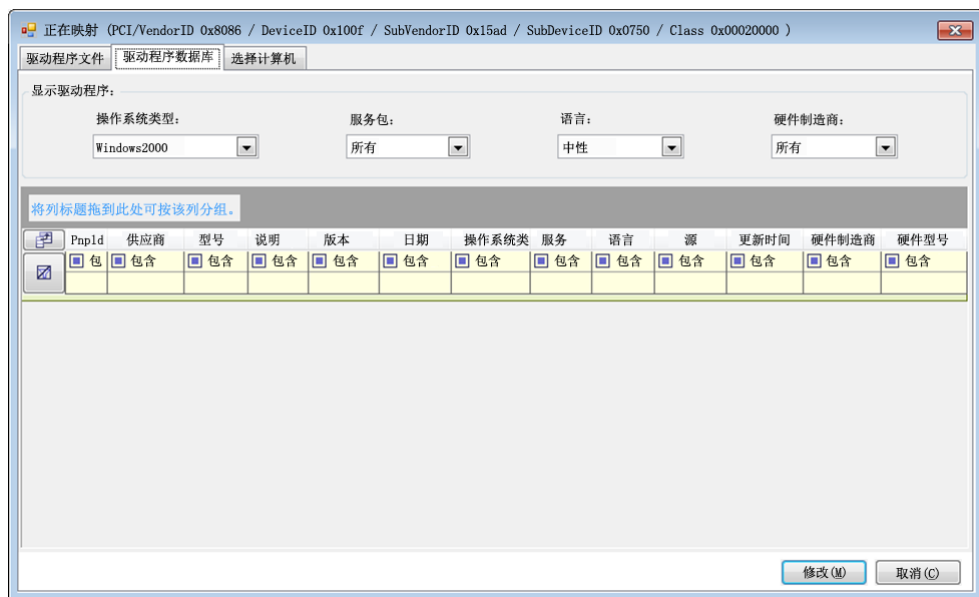 正在映射 (PCI/VendorID 0x8086 / DeviceID 0x100f / SubVendorID 0x15ad / SubDeviceID 0x0750 / Class 0x00020000 )
驱动程序文件 驱动程序数据库 选择计算机
显示驱动程序：
操作系统类型： 服务包： 语言： 硬件制造商：
Windows2000 所有 中性 所有
将列标题拖到此处可按该列分组。
PnpId 供应商 型号 说明 版本 日期 操作系统类 服务 语言 源 更新时间 硬件制造商 硬件型号
包 包含 包含 包含 包含 包含 包含 包含 包含 包含 包含 包含 包含
修改(M) 取消(C)